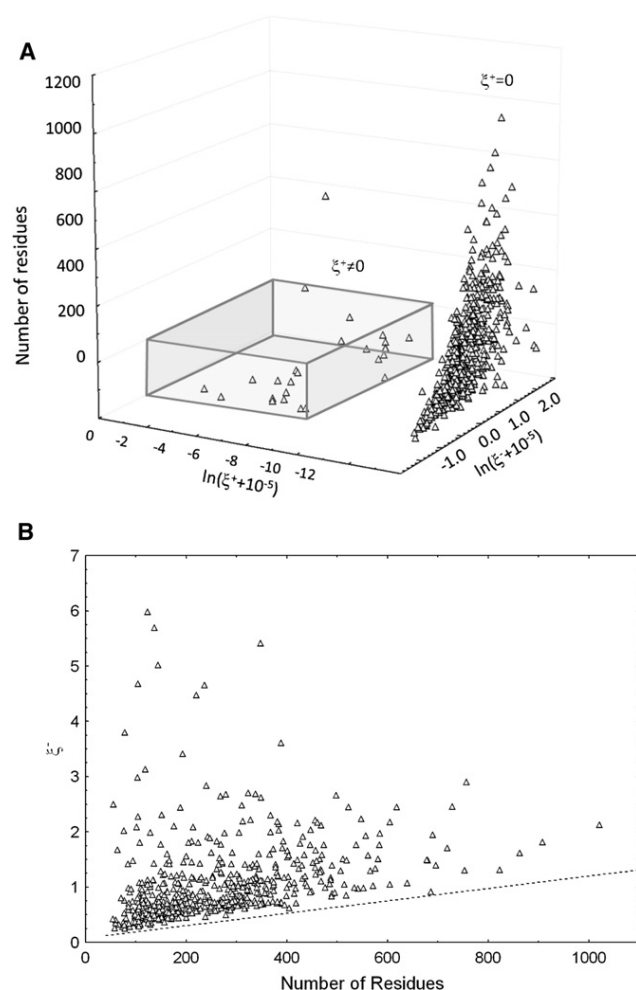 A
ξ⁺=0
1200
1000
800
600
400
200
0
Number of residues
ξ⁺≠0
0 -2 -4 -6 -8 -10 -12
ln(ξ⁺+10⁻⁵)
-1.0 0.0 1.0 2.0
ln(ξ⁻+10⁻⁵)
B
7
6
5
4
3
2
1
0
ξ⁻
0 200 400 600 800 1000
Number of Residues